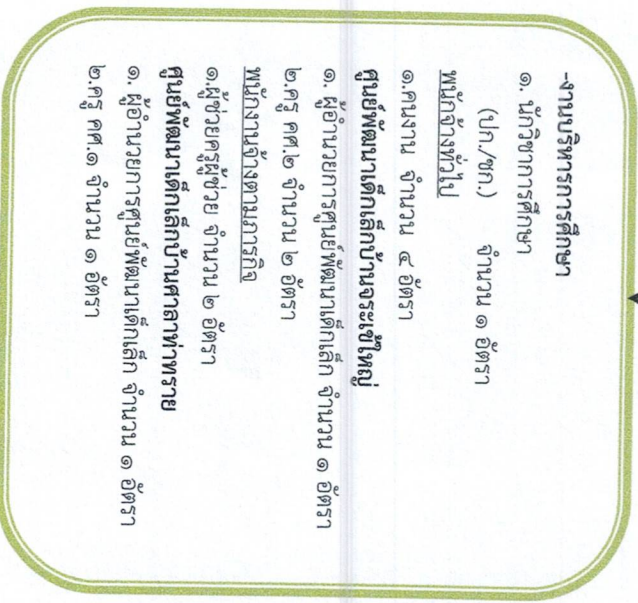 -งานบริหารการศึกษา
๑. นักวิชาการศึกษา
(ปก./ชก.) จำนวน ๑ อัตรา
พนักจ้างทั่วไป
๑.คนงาน จำนวน ๔ อัตรา
ศูนย์พัฒนาเด็กเล็กบ้านจระเข้ใหญ่
๑. ผู้อำนวยการศูนย์พัฒนาเด็กเล็ก จำนวน ๑ อัตรา
๒.ครู คศ.๒ จำนวน ๒ อัตรา
พนักงานจ้างตามภารกิจ
๑.ผู้ช่วยครูผู้ช่วย จำนวน ๒ อัตรา
ศูนย์พัฒนาเด็กเล็กบ้านศาลาท่าทราย
๑. ผู้อำนวยการศูนย์พัฒนาเด็กเล็ก จำนวน ๑ อัตรา
๒.ครู คศ.๑ จำนวน ๑ อัตรา